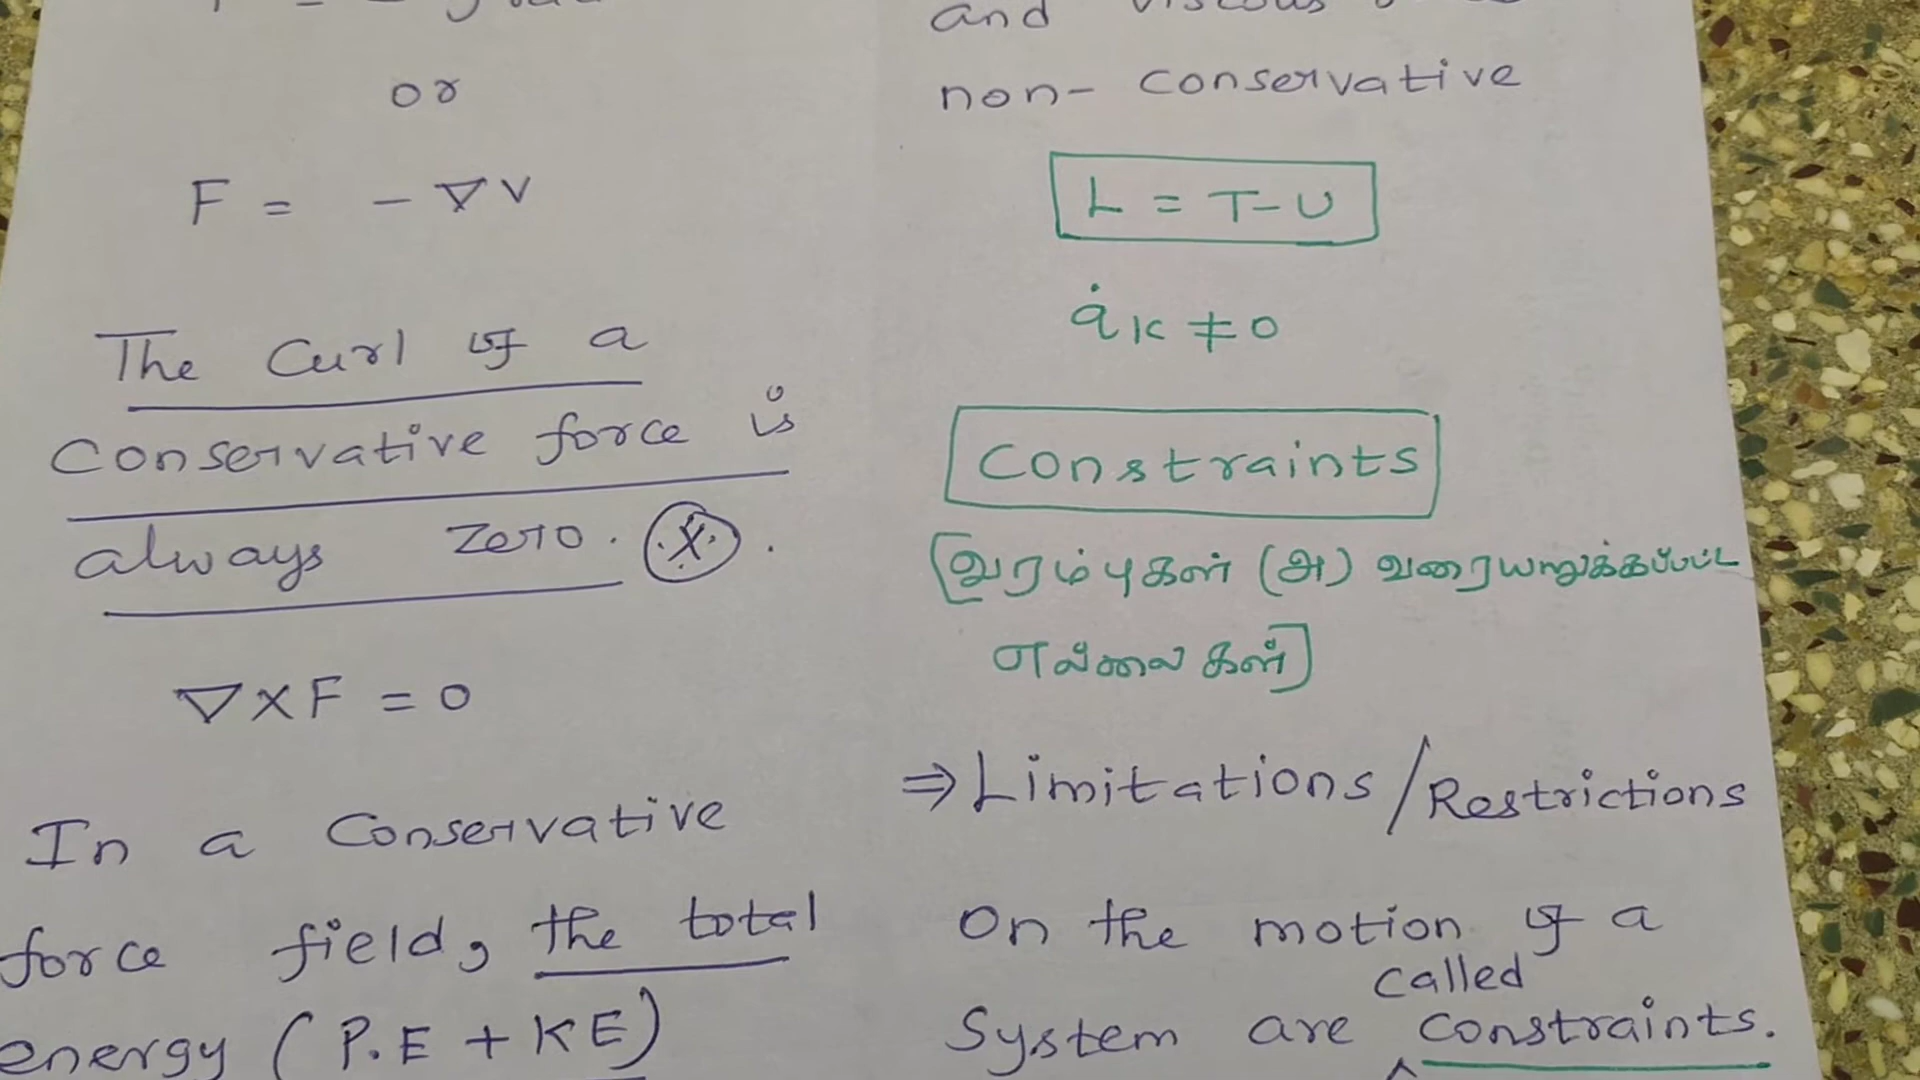 or
F = - ∇V
The Curl of a
Conservative force is
always zero. (X).
∇XF = 0
In a Conservative
force field, the total
energy (P.E + KE)
and
non- conservative
L = T-U
q̇k ≠ 0
Constraints
[வரம்புகள் (அ) வரையறுக்கப்பட்ட
எல்லைகள்]
⇒ Limitations / Restrictions
On the motion of a
called
System are constraints.